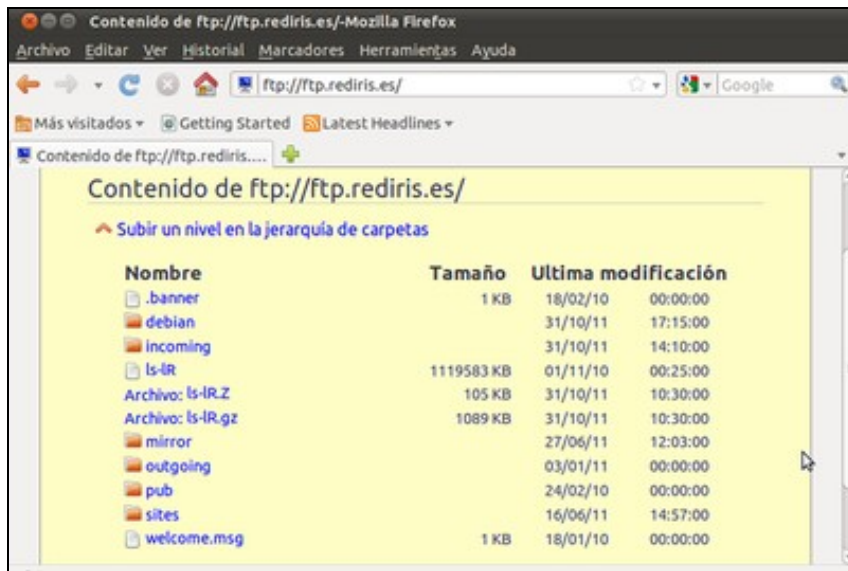 Contenido de ftp://ftp.rediris.es/-Mozilla Firefox
Archivo Editar Ver Historial Marcadores Herramientas Ayuda
ftp://ftp.rediris.es/ Google
Más visitados Getting Started Latest Headlines
Contenido de ftp://ftp.rediris....
Contenido de ftp://ftp.rediris.es/
Subir un nivel en la jerarquía de carpetas
Nombre Tamaño Ultima modificación
.banner 1 KB 18/02/10 00:00:00
debian 31/10/11 17:15:00
incoming 31/10/11 14:10:00
ls-lR 1119583 KB 01/11/10 00:25:00
Archivo: ls-lR.Z 105 KB 31/10/11 10:30:00
Archivo: ls-lR.gz 1089 KB 31/10/11 10:30:00
mirror 27/06/11 12:03:00
outgoing 03/01/11 00:00:00
pub 24/02/10 00:00:00
sites 16/06/11 14:57:00
welcome.msg 1 KB 18/01/10 00:00:00